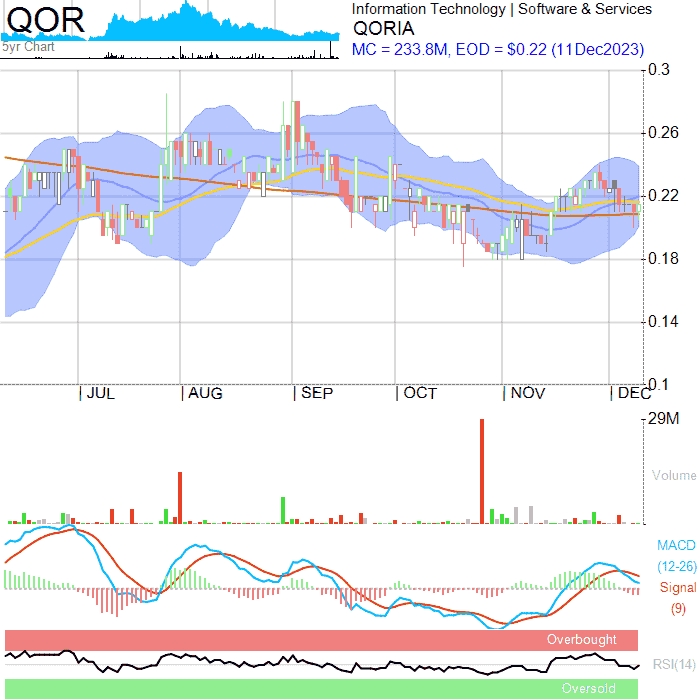 QOR
5yr Chart
Information Technology | Software & Services
QORIA
MC = 233.8M, EOD = $0.22 (11Dec2023)
0.3
0.26
0.22
0.18
0.14
0.1
| JUL | AUG | SEP | OCT | NOV | DEC
29M
Volume
MACD
(12-26)
Signal
(9)
Overbought
RSI(14)
Oversold